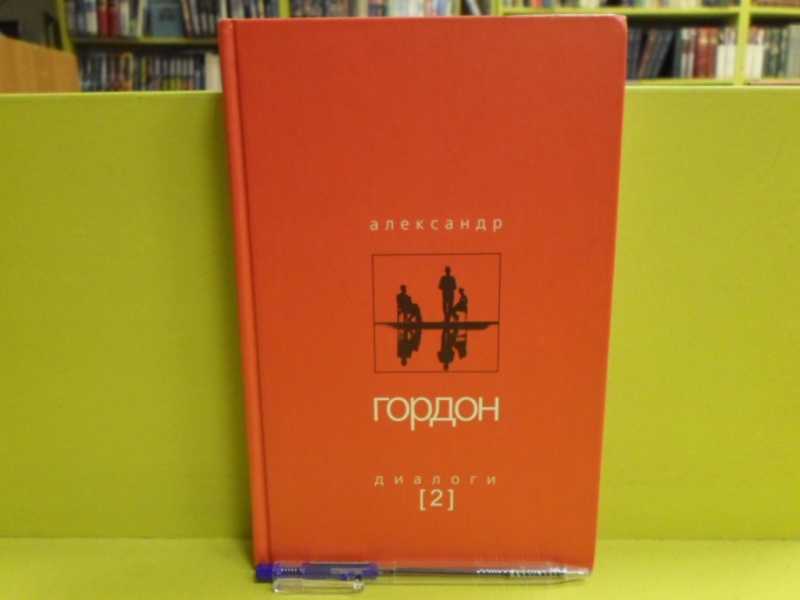 александр
гордон
диалоги
[2]